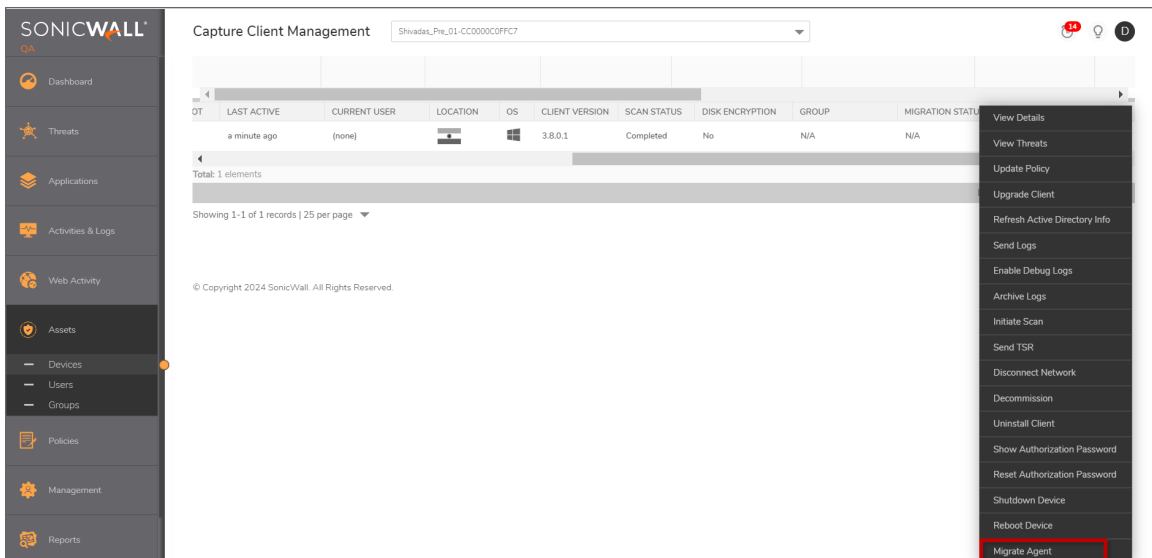 SONICWALL
QA
Capture Client Management
Shivadas_Pre_01-CC0000C0FFC7
14
D
Dashboard
Threats
Applications
Activities & Logs
Web Activity
Assets
Devices
Users
Groups
Policies
Management
Reports
OT LAST ACTIVE CURRENT USER LOCATION OS CLIENT VERSION SCAN STATUS DISK ENCRYPTION GROUP MIGRATION STATU
a minute ago (none) 3.8.0.1 Completed No N/A N/A
Total: 1 elements
Showing 1-1 of 1 records | 25 per page
© Copyright 2024 SonicWall. All Rights Reserved.
View Details
View Threats
Update Policy
Upgrade Client
Refresh Active Directory Info
Send Logs
Enable Debug Logs
Archive Logs
Initiate Scan
Send TSR
Disconnect Network
Decommission
Uninstall Client
Show Authorization Password
Reset Authorization Password
Shutdown Device
Reboot Device
Migrate Agent